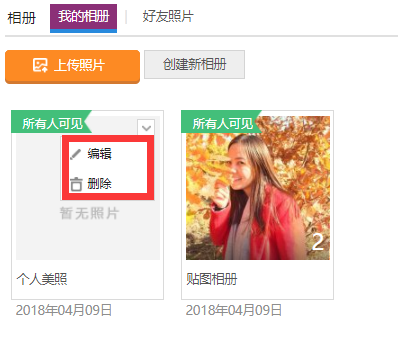 相册 我的相册 好友照片
上传照片 创建新相册
所有人可见 所有人可见
编辑
删除
暂无照片
2
个人美照 贴图相册
2018年04月09日 2018年04月09日